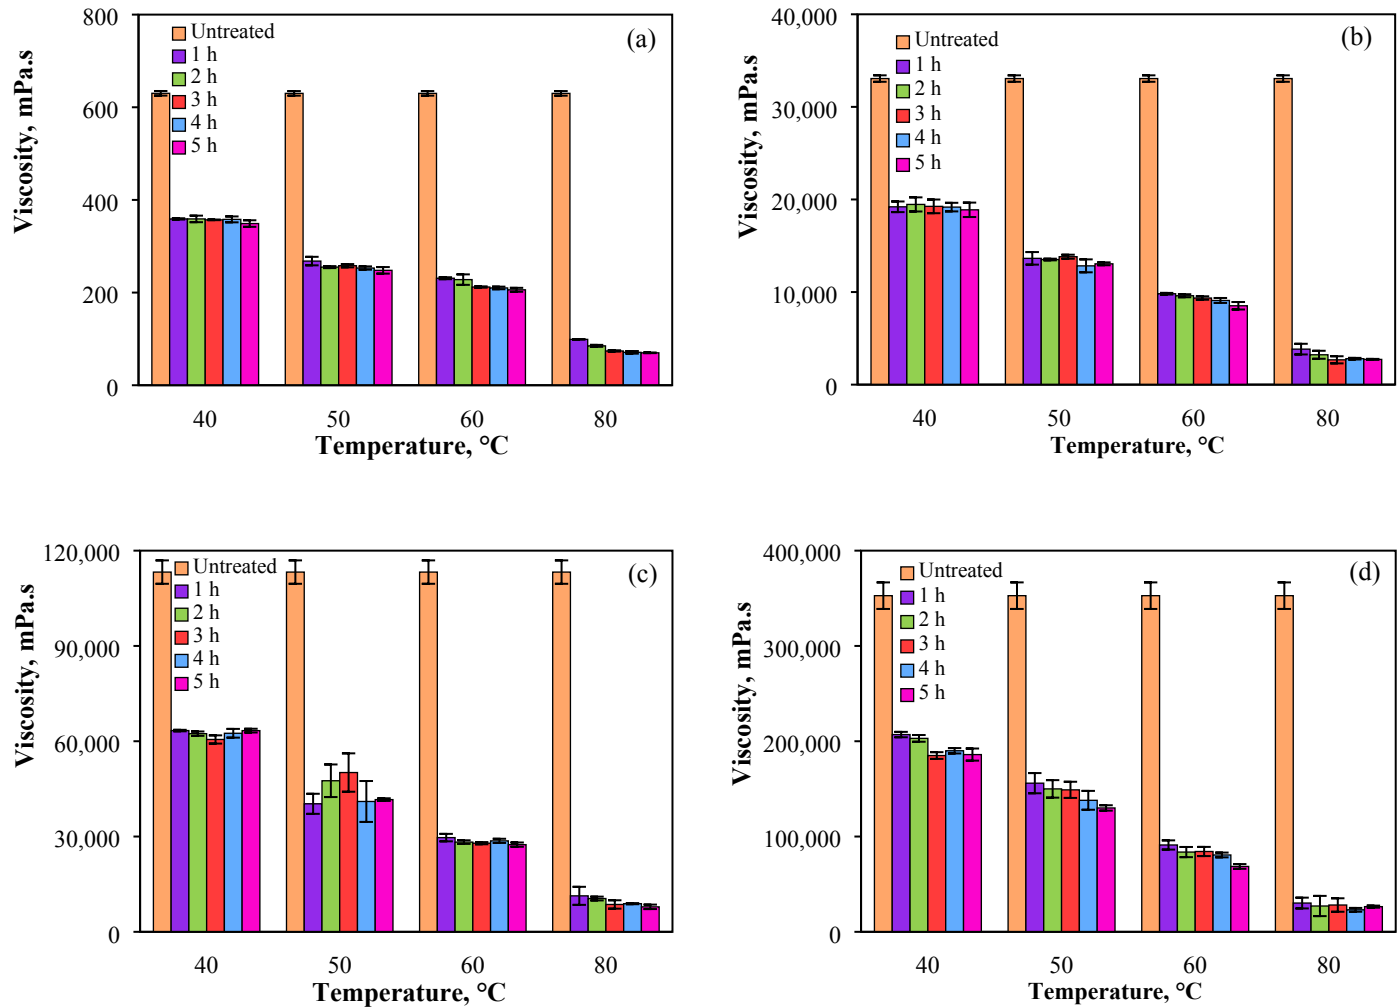 800
600
400
200
0
Viscosity, mPa.s
Untreated
1 h
2 h
3 h
4 h
5 h
(a)
40 50 60 80
Temperature, °C
40,000
30,000
20,000
10,000
0
Viscosity, mPa.s
Untreated
1 h
2 h
3 h
4 h
5 h
(b)
40 50 60 80
Temperature, °C
120,000
90,000
60,000
30,000
0
Viscosity, mPa.s
Untreated
1 h
2 h
3 h
4 h
5 h
(c)
40 50 60 80
Temperature, °C
400,000
300,000
200,000
100,000
0
Viscosity, mPa.s
Untreated
1 h
2 h
3 h
4 h
5 h
(d)
40 50 60 80
Temperature, °C